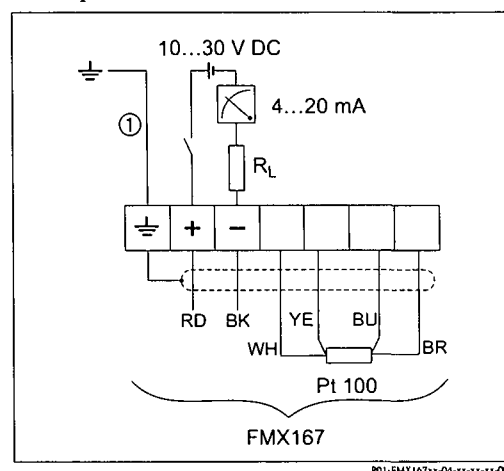 10...30 V DC
4...20 mA
①
R_L
+ −
RD BK YE BU
WH BR
Pt 100
FMX167